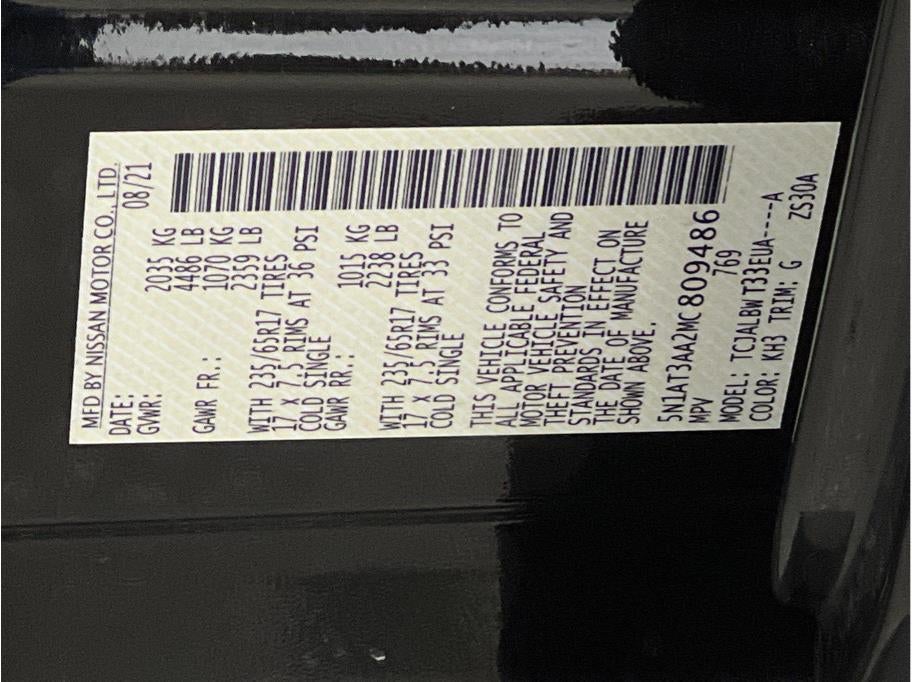 MFD BY NISSAN MOTOR CO., LTD.
DATE: 08/21
GVWR: 2035 KG
4486 LB
GAWR FR.: 1070 KG
2359 LB
WITH 235/65R17 TIRES
17 X 7.5 RIMS AT 36 PSI
COLD SINGLE
GAWR RR.: 1015 KG
2238 LB
WITH 235/65R17 TIRES
17 X 7.5 RIMS AT 33 PSI
COLD SINGLE
THIS VEHICLE CONFORMS TO
ALL APPLICABLE FEDERAL
MOTOR VEHICLE SAFETY AND
THEFT PREVENTION
STANDARDS IN EFFECT ON
THE DATE OF MANUFACTURE
SHOWN ABOVE.
5N1AT3AA2MC809486
MPV 769
MODEL: TCJALBWT33EUA----A
COLOR: KH3 TRIM: G ZS30A